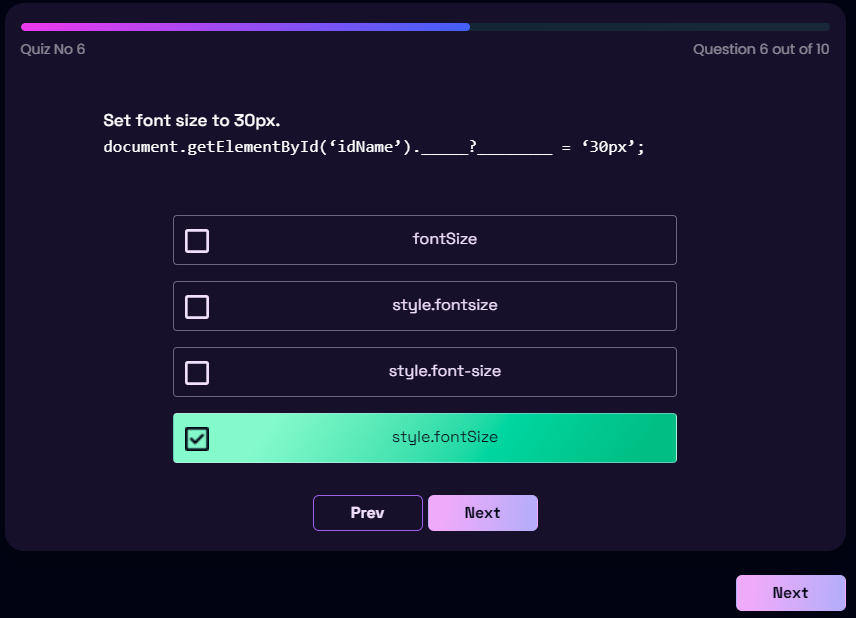 Quiz No 6
Question 6 out of 10
Set font size to 30px.
document.getElementById(‘idName’)._____?________ = ‘30px’;
fontSize
style.fontsize
style.font-size
style.fontSize
Prev
Next
Next